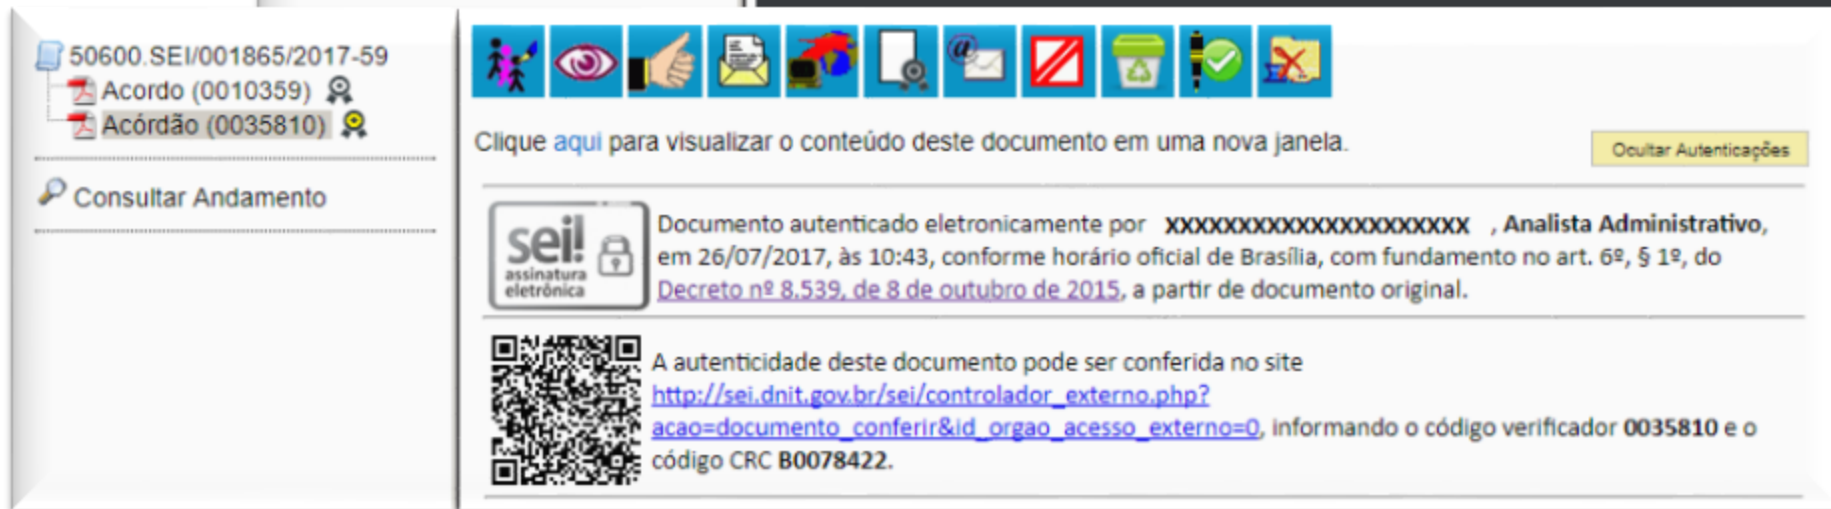 50600.SEI/001865/2017-59
Acordo (0010359)
Acórdão (0035810)
Consultar Andamento
Clique aqui para visualizar o conteúdo deste documento em uma nova janela.
Ocultar Autenticações
sei!
assinatura
eletrônica
Documento autenticado eletronicamente por XXXXXXXXXXXXXXXXXXXXX , Analista Administrativo,
em 26/07/2017, às 10:43, conforme horário oficial de Brasília, com fundamento no art. 6º, § 1º, do
Decreto nº 8.539, de 8 de outubro de 2015, a partir de documento original.
A autenticidade deste documento pode ser conferida no site
http://sei.dnit.gov.br/sei/controlador_externo.php?
acao=documento_conferir&id_orgao_acesso_externo=0, informando o código verificador 0035810 e o
código CRC B0078422.